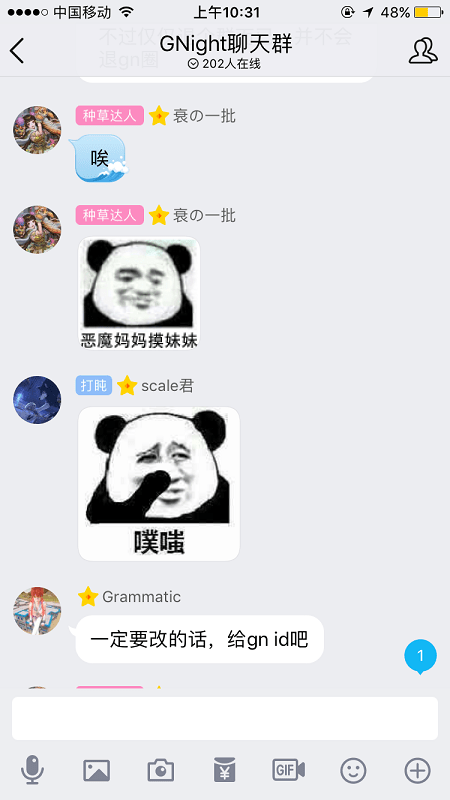 中国移动
上午10:31
48%
不过仅仅
并不会
退gn圈
GNight聊天群
202人在线
种草达人 衰の一批
唉
种草达人 衰の一批
恶魔妈妈摸妹妹
打盹 scale君
噗嗤
Grammatic
一定要改的话，给gn id吧
1
¥
GIF